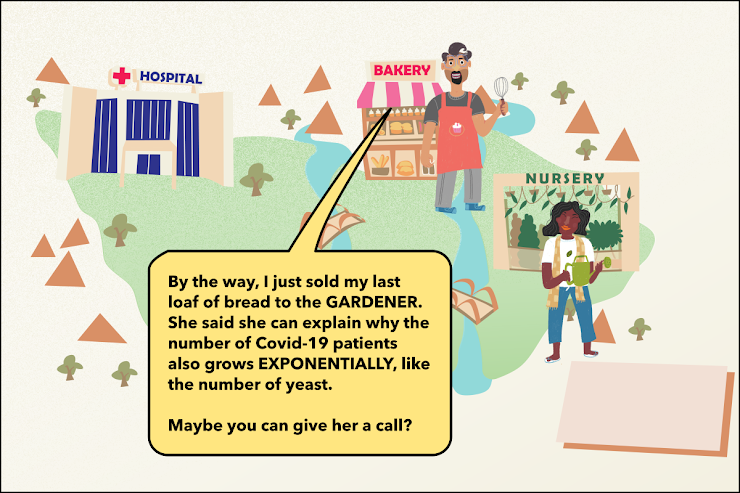 HOSPITAL
BAKERY
NURSERY
By the way, I just sold my last
loaf of bread to the GARDENER.
She said she can explain why the
number of Covid-19 patients
also grows EXPONENTIALLY, like
the number of yeast.
Maybe you can give her a call?